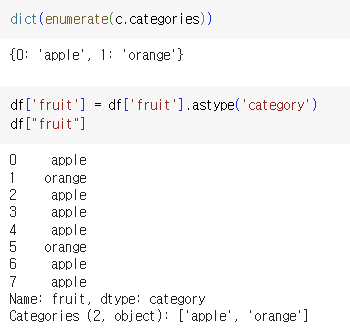 dict(enumerate(c.categories))
{0: 'apple', 1: 'orange'}
df['fruit'] = df['fruit'].astype('category')
df["fruit"]
0     apple
1    orange
2     apple
3     apple
4     apple
5    orange
6     apple
7     apple
Name: fruit, dtype: category
Categories (2, object): ['apple', 'orange']